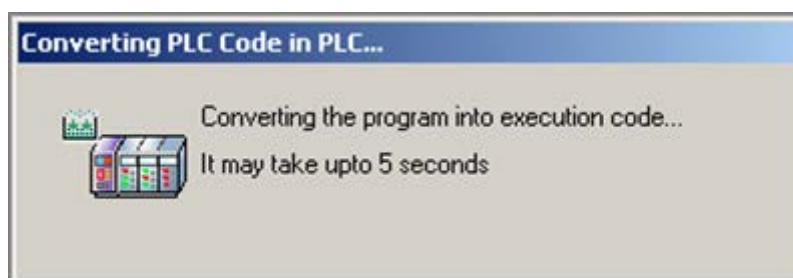 Converting PLC Code in PLC...
Converting the program into execution code...
It may take upto 5 seconds